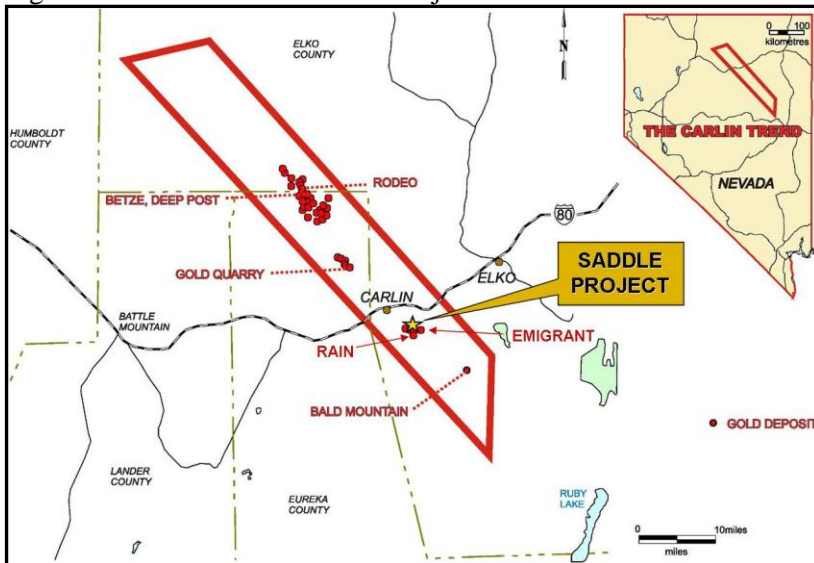 ELKO
COUNTY
N
0 100
kilometres
HUMBOLDT
COUNTY
THE CARLIN TREND
NEVADA
RODEO
BETZE, DEEP POST
80
GOLD QUARRY
SADDLE
PROJECT
ELKO
CARLIN
BATTLE
MOUNTAIN
EMIGRANT
RAIN
BALD MOUNTAIN
GOLD DEPOSIT
LANDER
COUNTY
EUREKA
COUNTY
RUBY
LAKE
0 10miles
miles